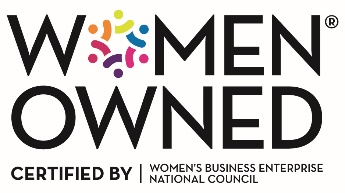 WOMEN®
OWNED
CERTIFIED BY | WOMEN'S BUSINESS ENTERPRISE
NATIONAL COUNCIL